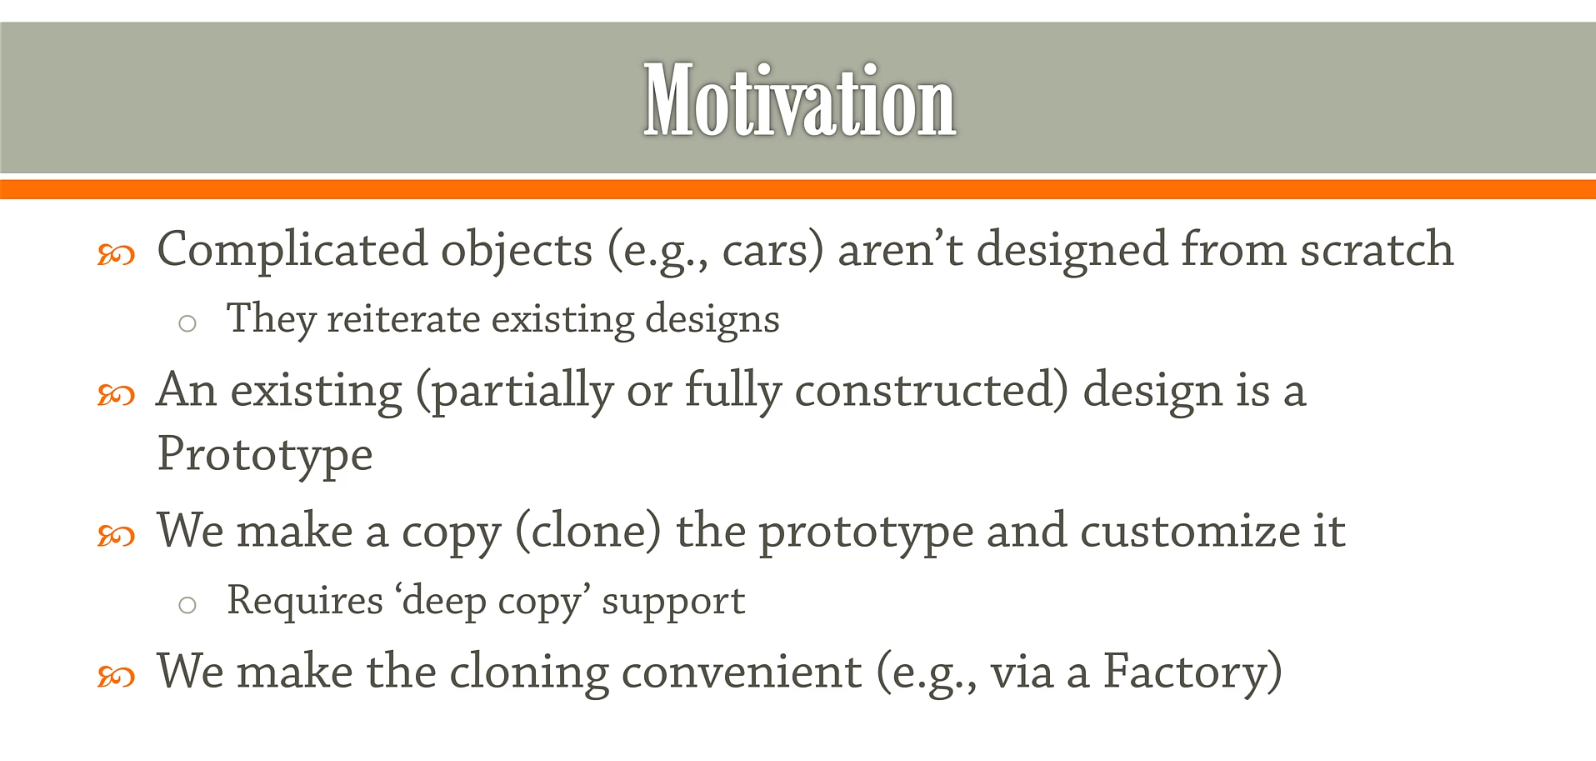 Motivation
Complicated objects (e.g., cars) aren’t designed from scratch
They reiterate existing designs
An existing (partially or fully constructed) design is a
Prototype
We make a copy (clone) the prototype and customize it
Requires ‘deep copy’ support
We make the cloning convenient (e.g., via a Factory)